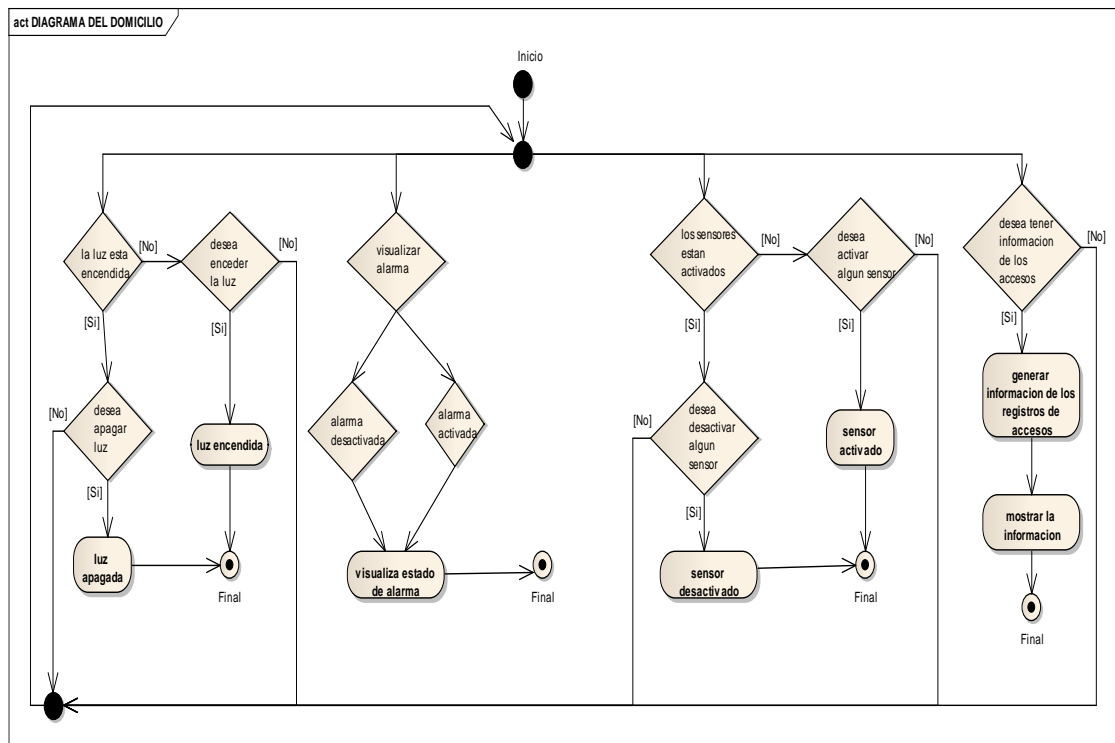 act DIAGRAMA DEL DOMICILIO
Inicio
la luz esta
encendida
[No]
desea
enceder
la luz
[No]
[Si]
[Si]
desea
apagar
luz
[No]
[Si]
luz
apagada
luz encendida
Final
visualizar
alarma
alarma
desactivada
alarma
activada
visualiza estado
de alarma
Final
los sensores
estan
activados
[No]
desea
activar
algun sensor
[No]
[Si]
[Si]
desea
desactivar
algun
sensor
[No]
[Si]
sensor
desactivado
sensor
activado
Final
desea tener
informacion
de los
accesos
[No]
[Si]
generar
informacion de los
registros de
accesos
mostrar la
informacion
Final